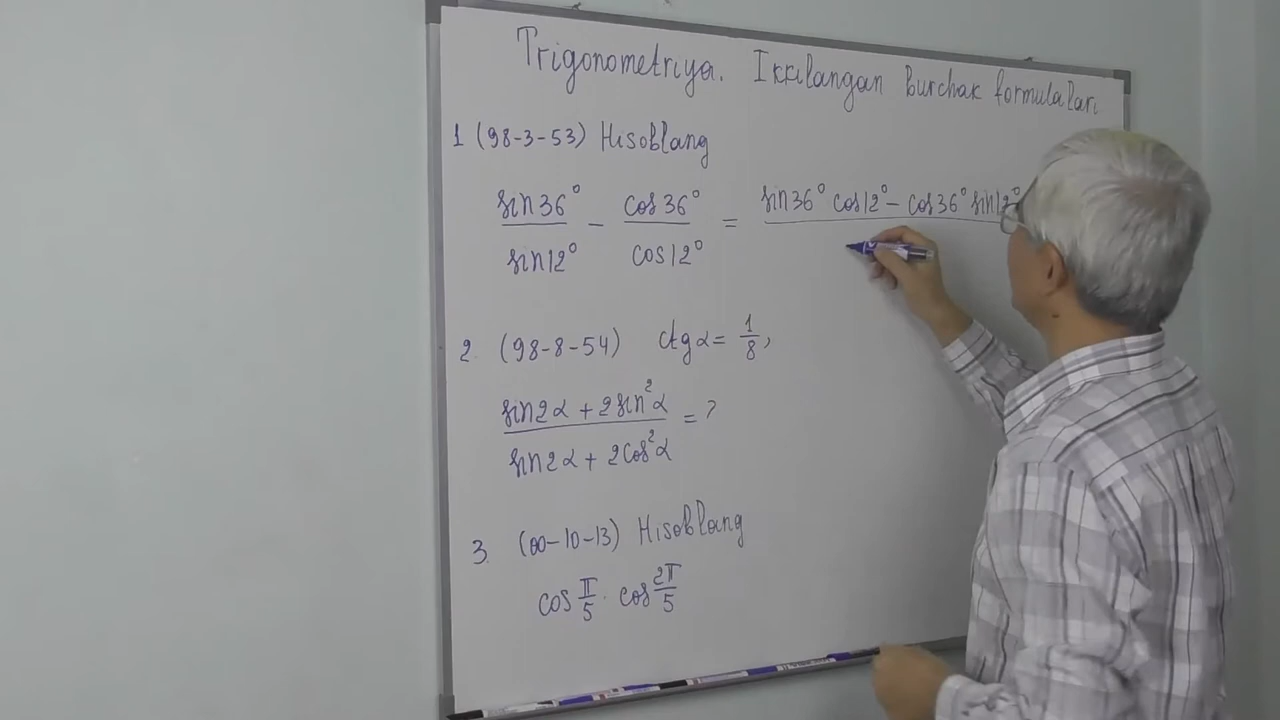 Trigonometriya. Ikkilangan burchak formulalari
1 (98-3-53) Hisoblang
sin36° / sin12° − cos36° / cos12° = sin36° cos12° − cos36° sin12°
2. (98-8-54) ctgα = 1/8,
sin2α + 2sin²α / sin2α + 2cos²α = ?
3. (00-10-13) Hisoblang
cos π/5 · cos 2π/5